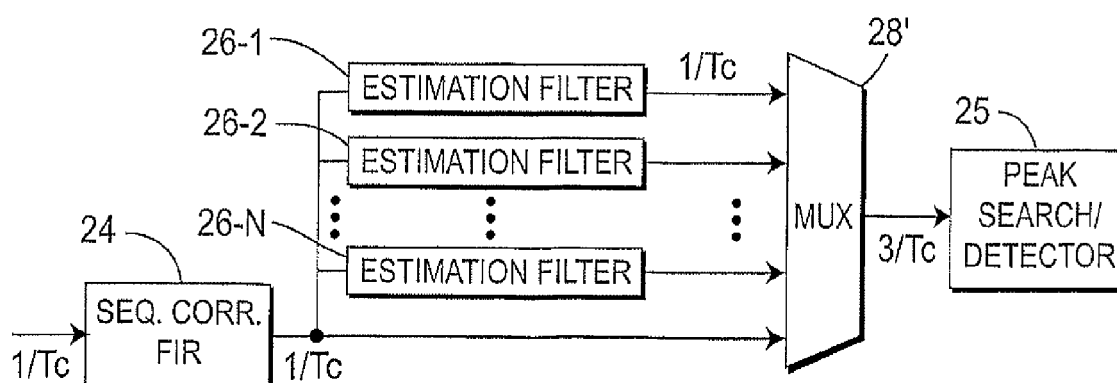 26-1
ESTIMATION FILTER
1/Tc
28'
26-2
ESTIMATION FILTER
25
PEAK
SEARCH/
DETECTOR
MUX
3/Tc
26-N
ESTIMATION FILTER
24
SEQ. CORR.
FIR
1/Tc
1/Tc